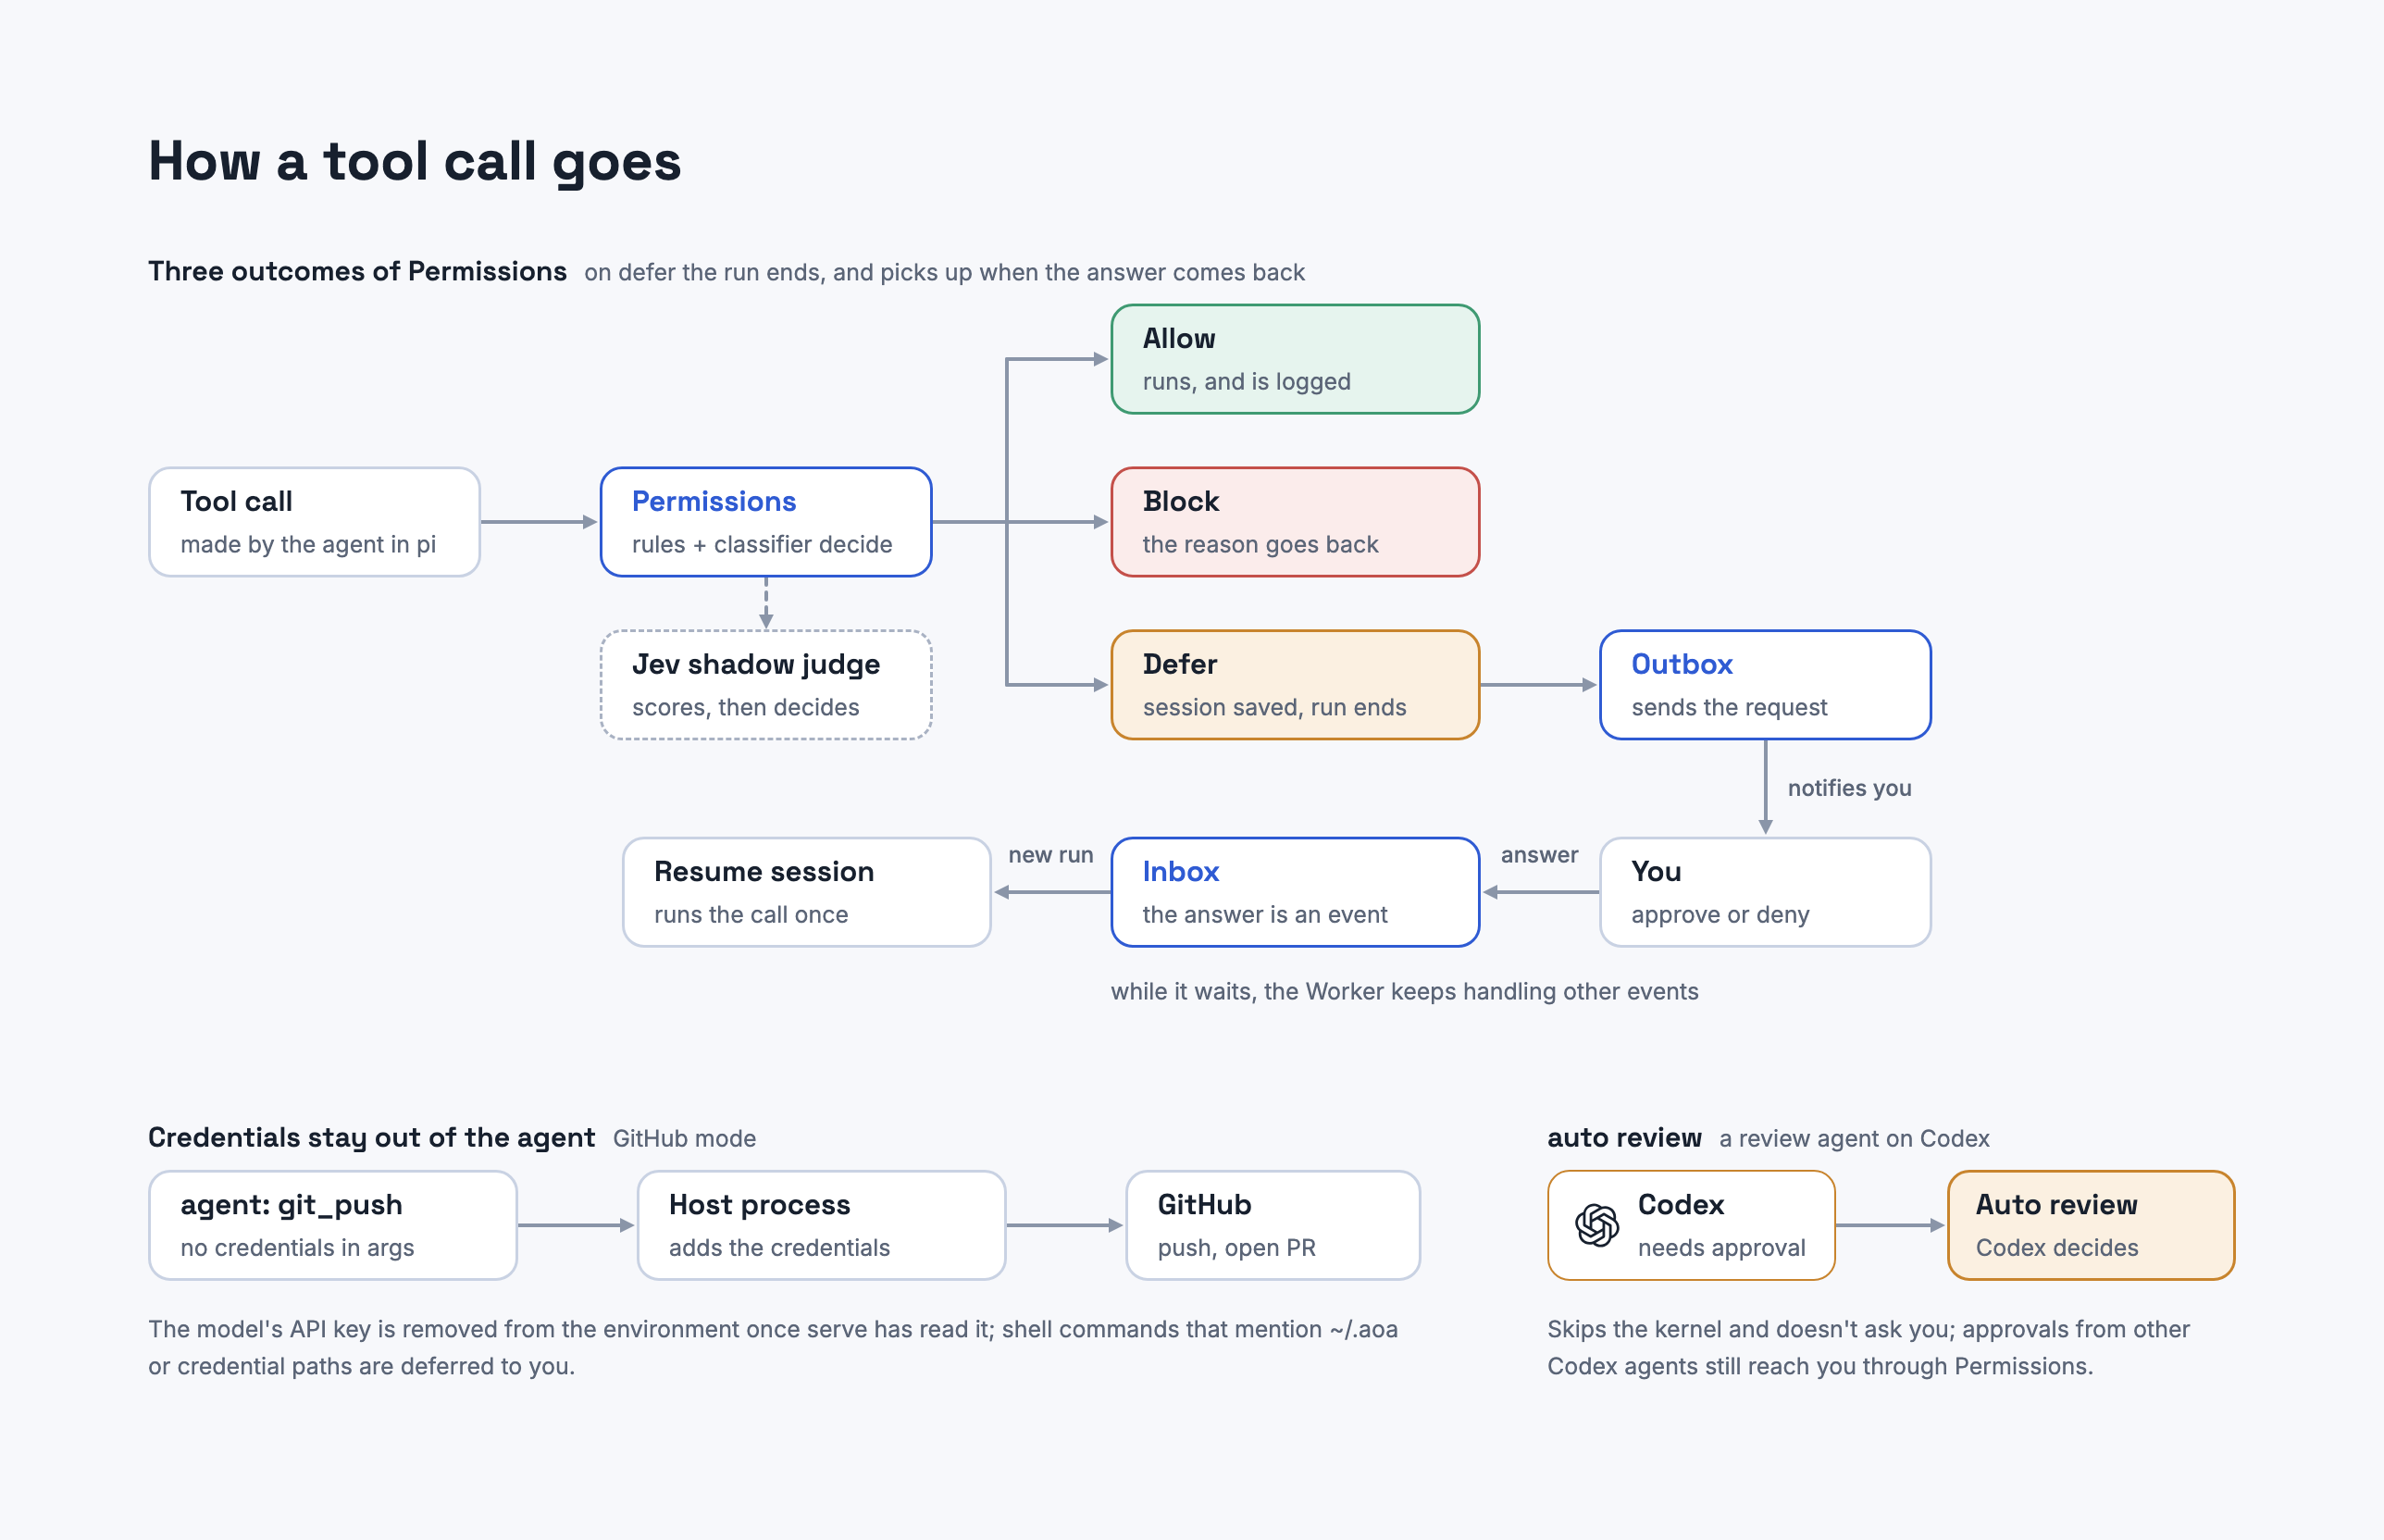 How a tool call goes
Three outcomes of Permissions on defer the run ends, and picks up when the answer comes back
Allow
runs, and is logged
Tool call
made by the agent in pi
Permissions
rules + classifier decide
Block
the reason goes back
Jev shadow judge
scores, then decides
Defer
session saved, run ends
Outbox
sends the request
notifies you
Resume session
runs the call once
new run
Inbox
the answer is an event
answer
You
approve or deny
while it waits, the Worker keeps handling other events
Credentials stay out of the agent GitHub mode
agent: git_push
no credentials in args
Host process
adds the credentials
GitHub
push, open PR
The model's API key is removed from the environment once serve has read it; shell commands that mention ~/.aoa
or credential paths are deferred to you.
auto review a review agent on Codex
Codex
needs approval
Auto review
Codex decides
Skips the kernel and doesn't ask you; approvals from other
Codex agents still reach you through Permissions.